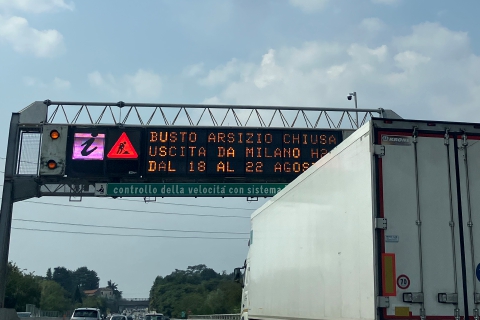 BUSTO ARSIZIO CHIUSA
USCITA DA MILANO
DAL 18 AL 22 AGOS
controllo della velocità con sistema